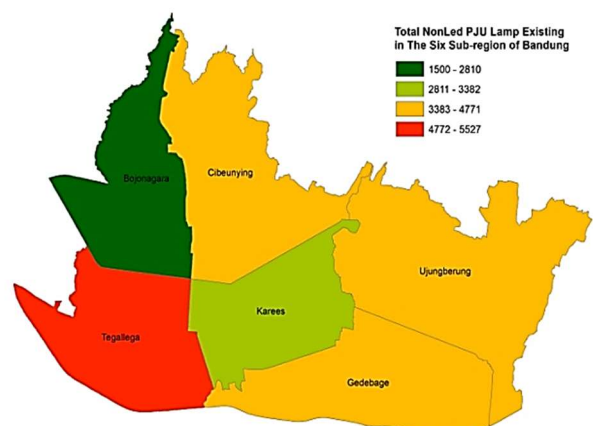 Total NonLed PJU Lamp Existing
in The Six Sub-region of Bandung
1500 - 2810
2811 - 3382
3383 - 4771
4772 - 5527
Bojonagara
Cibeunying
Ujungberung
Karees
Tegallega
Gedebage